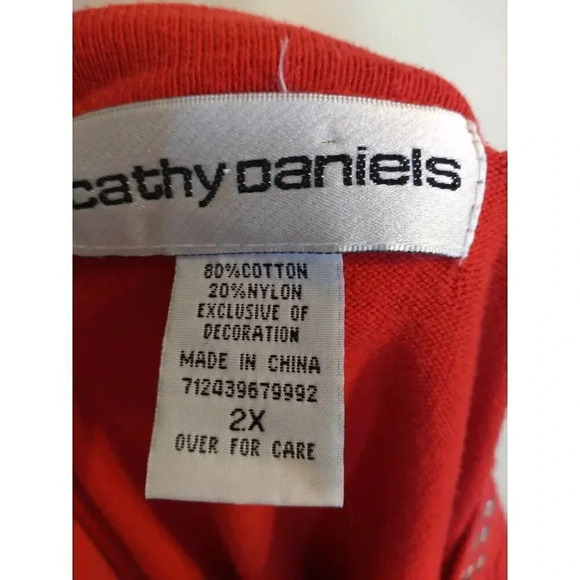 cathy Daniels
80%COTTON
20%NYLON
EXCLUSIVE OF
DECORATION
MADE IN CHINA
712439679992
2X
OVER FOR CARE